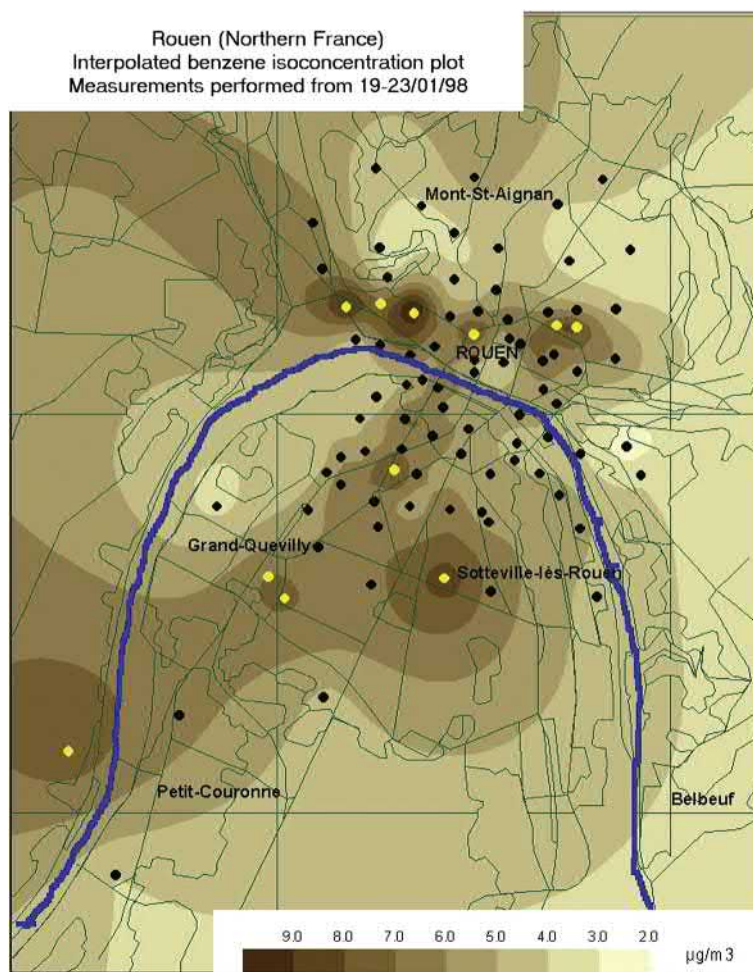 Rouen (Northern France)
Interpolated benzene isoconcentration plot
Measurements performed from 19-23/01/98
Mont-St-Aignan
ROUEN
Grand-Quevilly
Sotteville-lès-Rouen
Petit-Couronne
Belbeuf
9.0 8.0 7.0 6.0 5.0 4.0 3.0 2.0
µg/m3